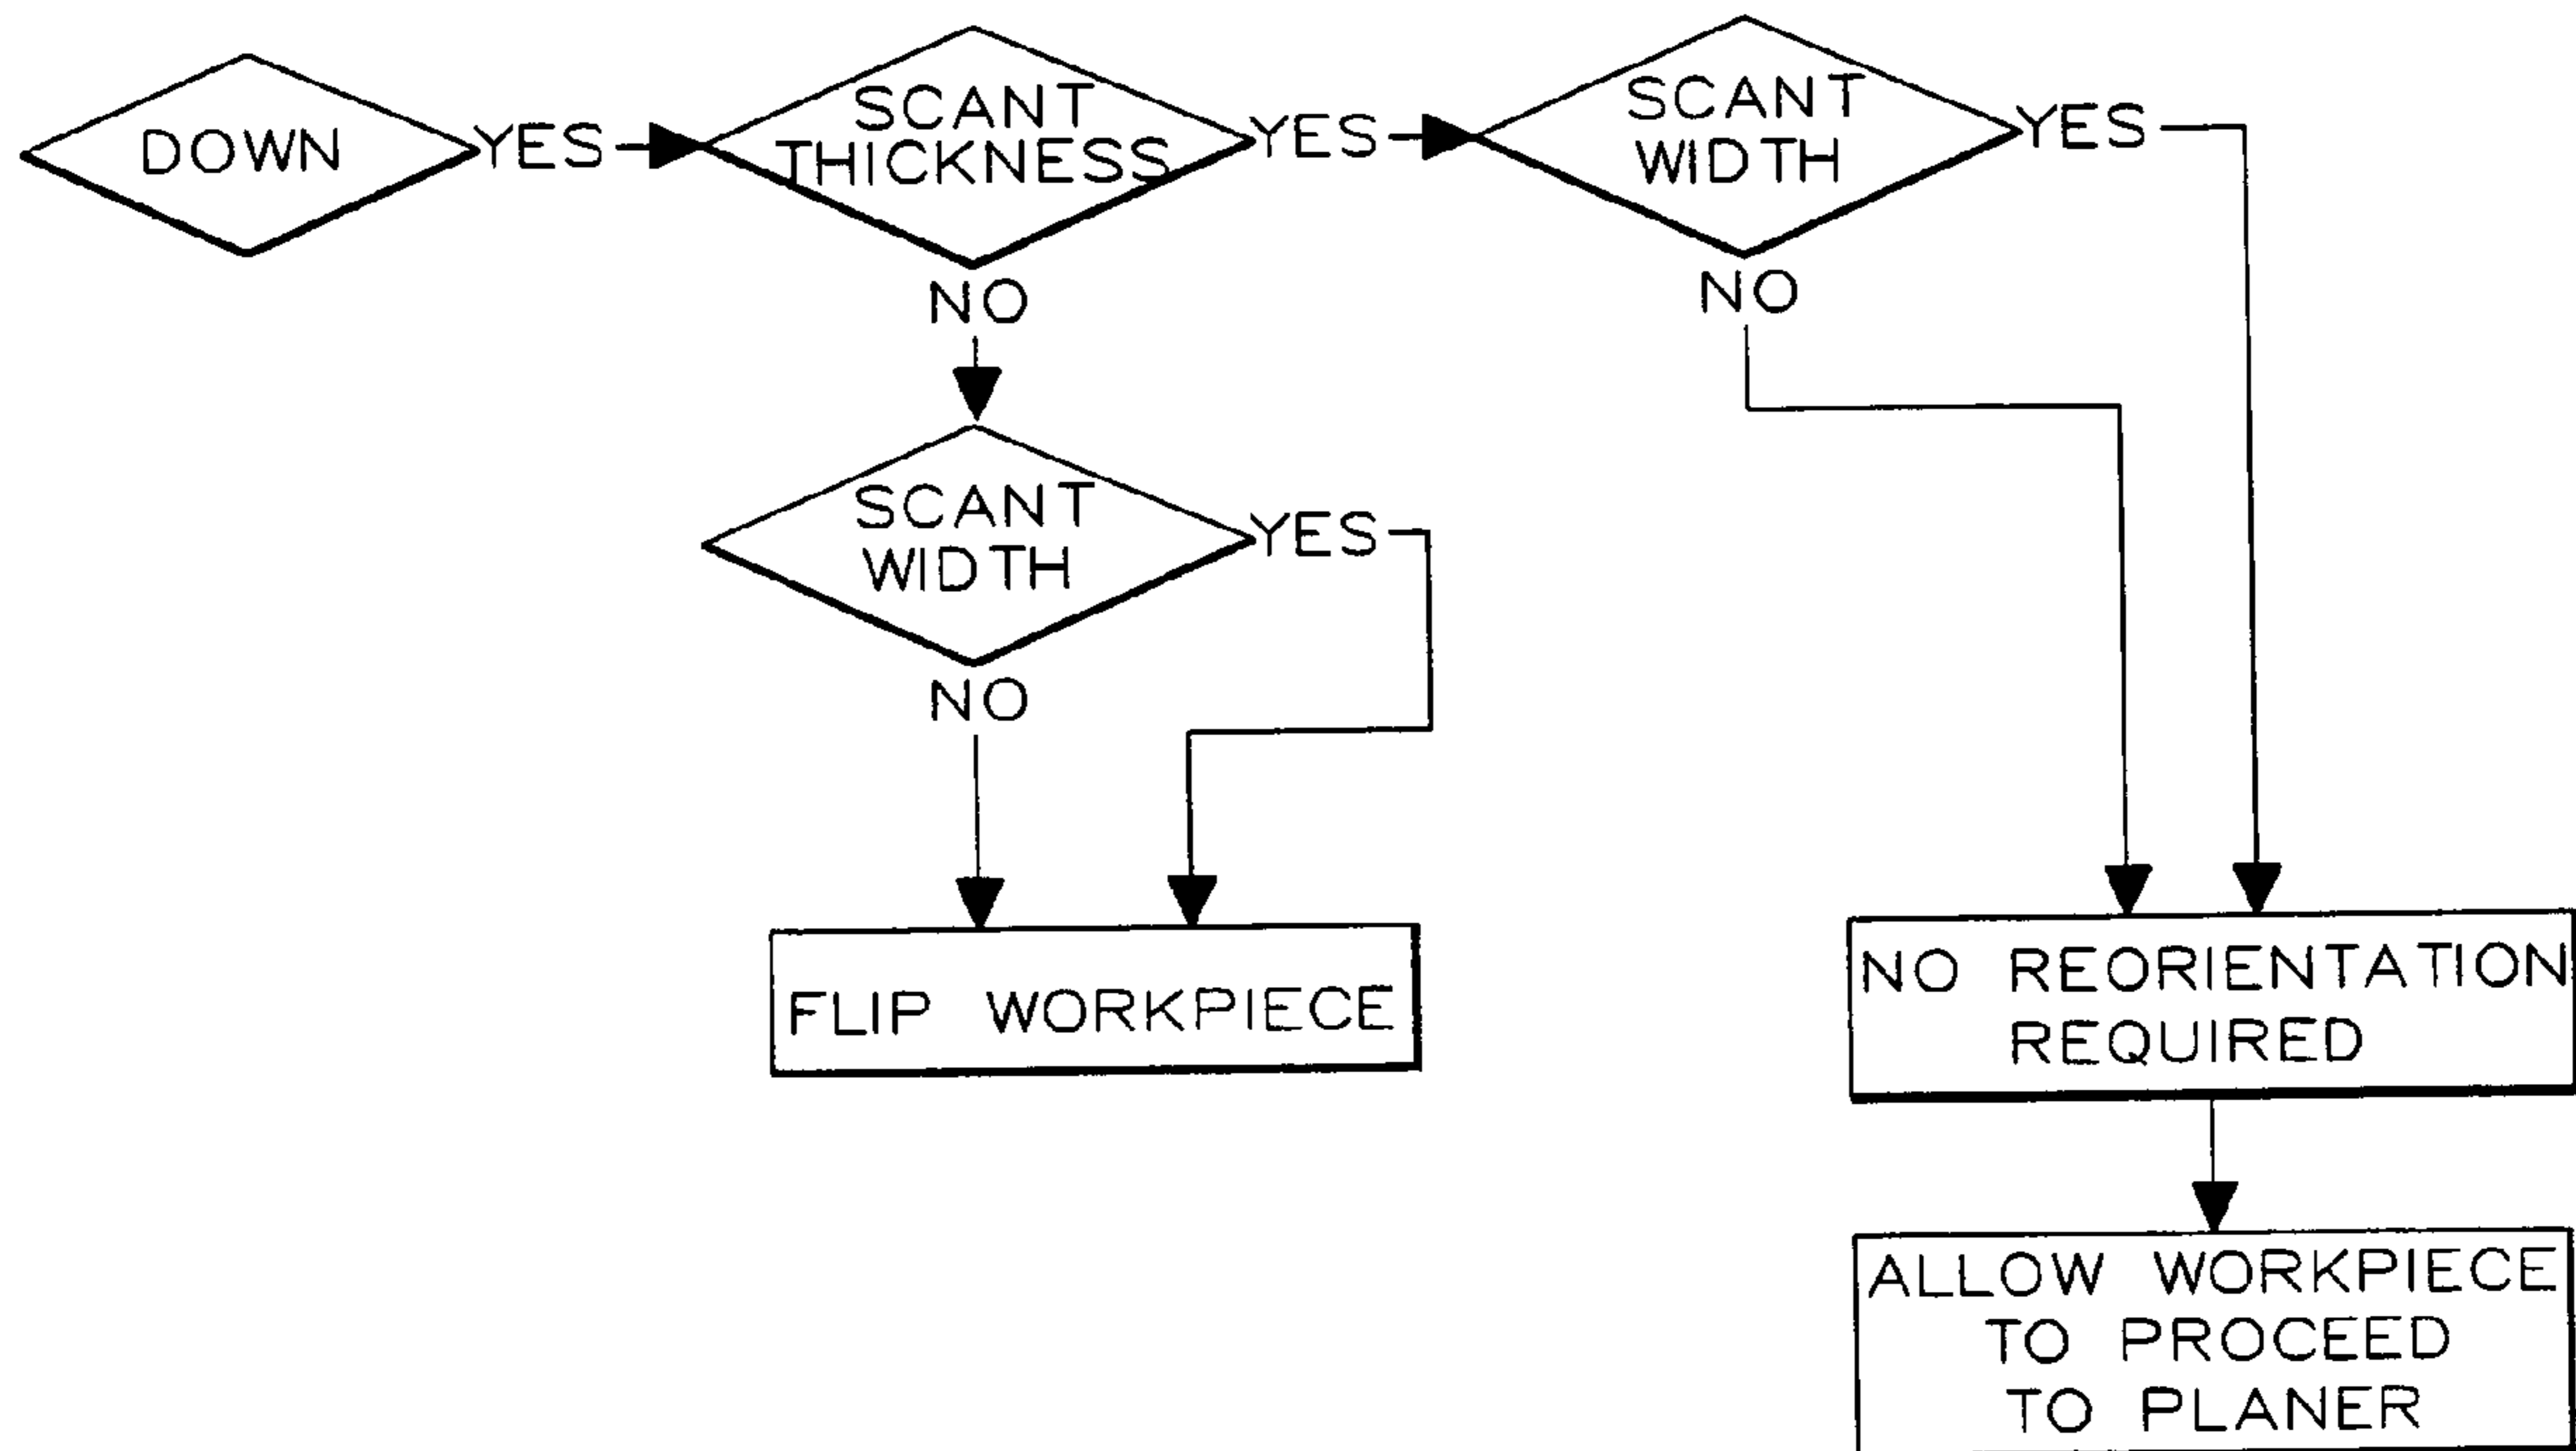 DOWN
YES
SCANT
THICKNESS
YES
SCANT
WIDTH
YES
NO
NO
SCANT
WIDTH
YES
NO
FLIP WORKPIECE
NO REORIENTATION
REQUIRED
ALLOW WORKPIECE
TO PROCEED
TO PLANER